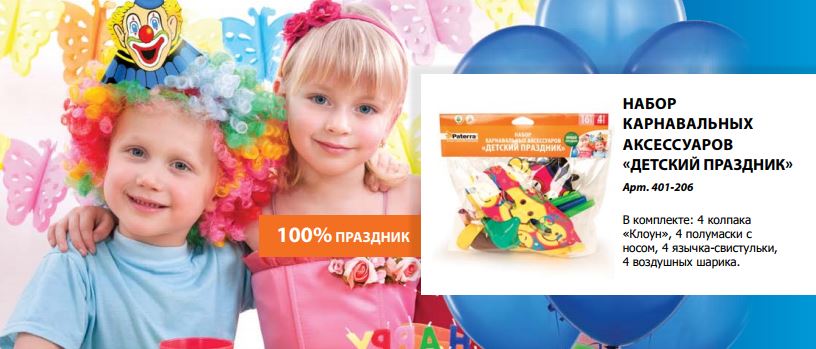 100% ПРАЗДНИК
Paterra
НАБОР
КАРНАВАЛЬНЫХ АКСЕССУАРОВ
«ДЕТСКИЙ ПРАЗДНИК»
НАБОР
КАРНАВАЛЬНЫХ
АКСЕССУАРОВ
«ДЕТСКИЙ ПРАЗДНИК»
Арт. 401-206
В комплекте: 4 колпака
«Клоун», 4 полумаски с
носом, 4 язычка-свистульки,
4 воздушных шарика.